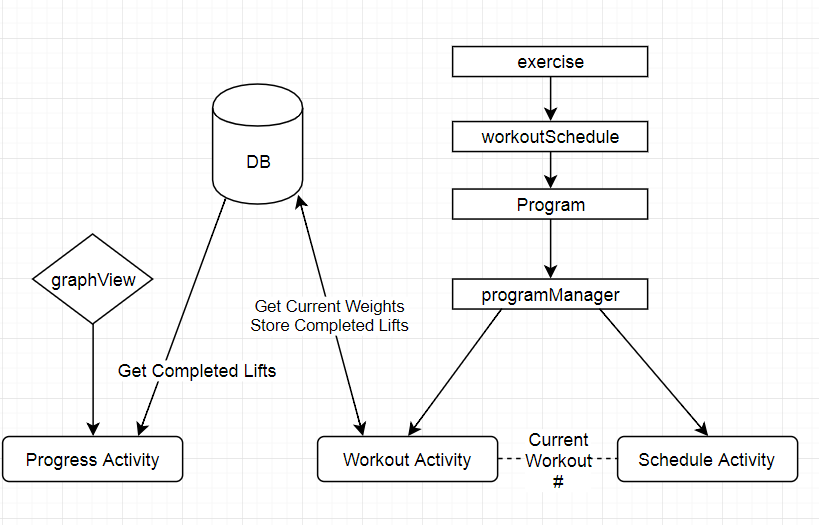 exercise
workoutSchedule
DB
Program
graphView
programManager
Get Current Weights
Store Completed Lifts
Get Completed Lifts
Progress Activity
Workout Activity
Current
Workout
#
Schedule Activity